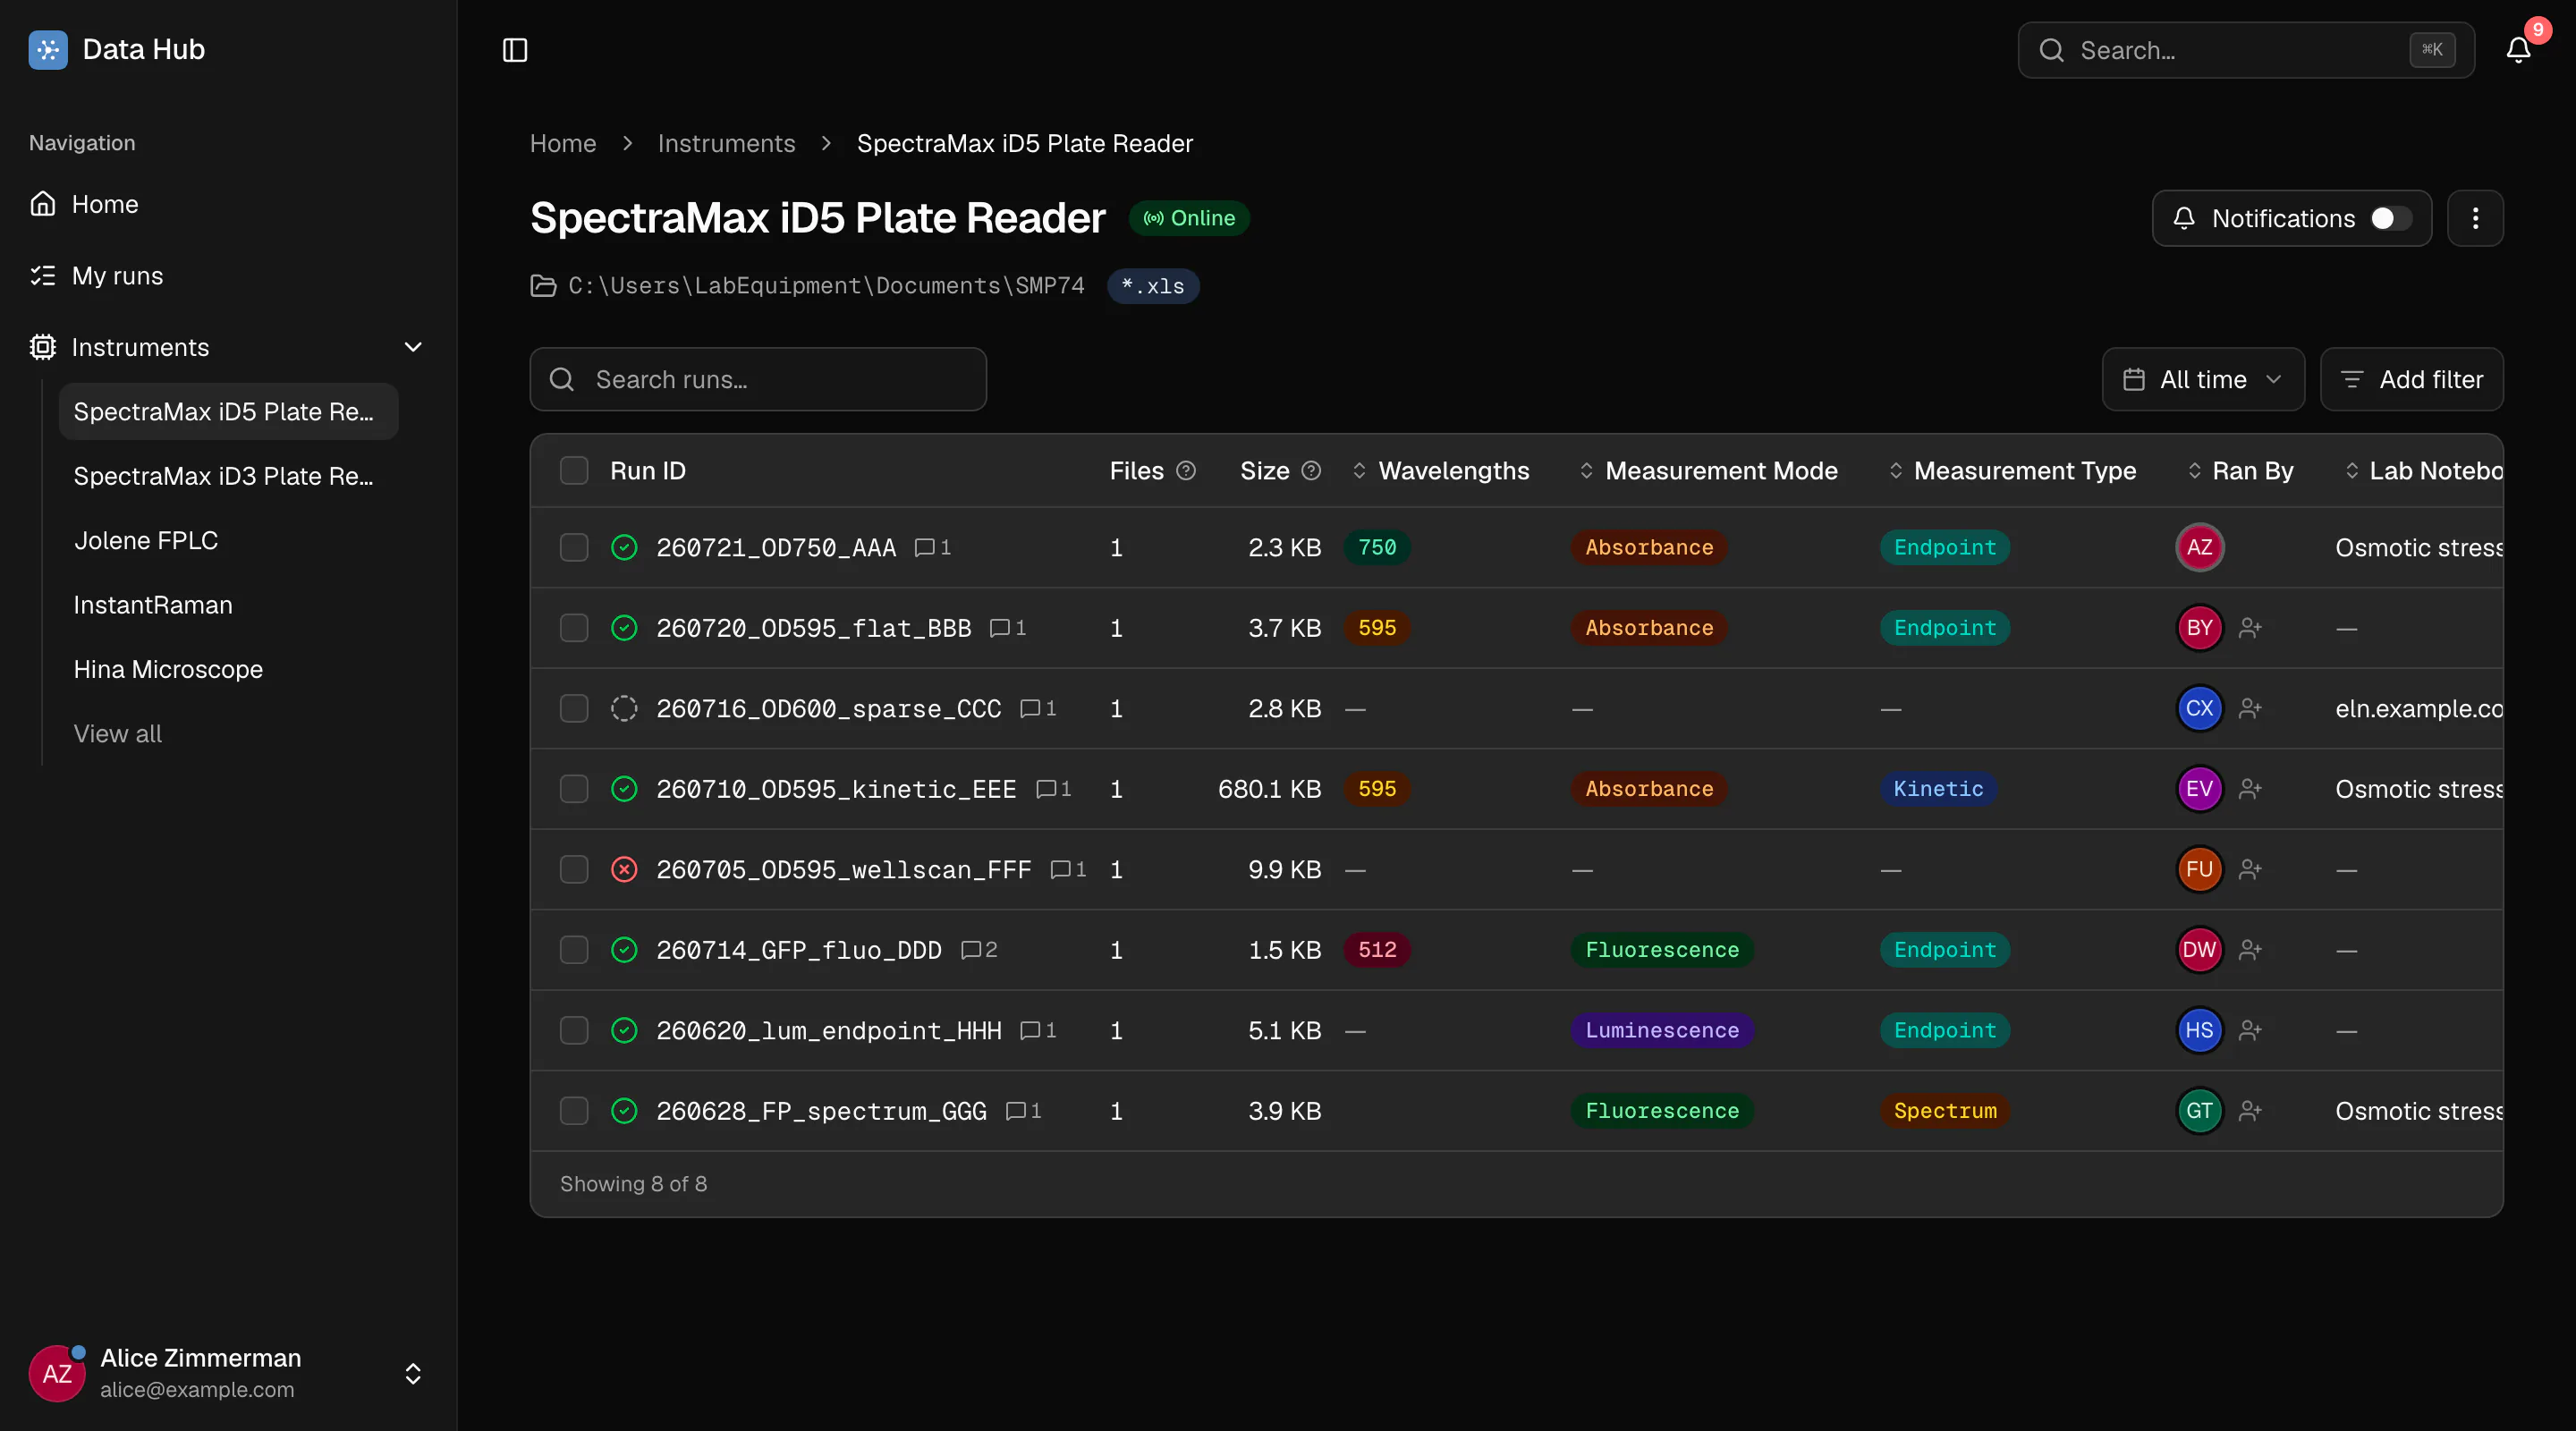 Data Hub
Navigation
Home
My runs
Instruments
SpectraMax iD5 Plate Re...
SpectraMax iD3 Plate Re...
Jolene FPLC
InstantRaman
Hina Microscope
View all
AZ
Alice Zimmerman
alice@example.com
Search...
⌘K
9
Home
Instruments
SpectraMax iD5 Plate Reader
SpectraMax iD5 Plate Reader
Online
Notifications
C:\Users\LabEquipment\Documents\SMP74
*.xls
Search runs...
All time
Add filter
Run ID Files Size Wavelengths Measurement Mode Measurement Type Ran By Lab Notebo
260721_OD750_AAA 1 1 2.3 KB 750 Absorbance Endpoint AZ Osmotic stress
260720_OD595_flat_BBB 1 1 3.7 KB 595 Absorbance Endpoint BY —
260716_OD600_sparse_CCC 1 1 2.8 KB — — — CX eln.example.co
260710_OD595_kinetic_EEE 1 1 680.1 KB 595 Absorbance Kinetic EV Osmotic stress
260705_OD595_wellscan_FFF 1 1 9.9 KB — — — FU —
260714_GFP_fluo_DDD 2 1 1.5 KB 512 Fluorescence Endpoint DW —
260620_lum_endpoint_HHH 1 1 5.1 KB — Luminescence Endpoint HS —
260628_FP_spectrum_GGG 1 1 3.9 KB Fluorescence Spectrum GT Osmotic stress
Showing 8 of 8